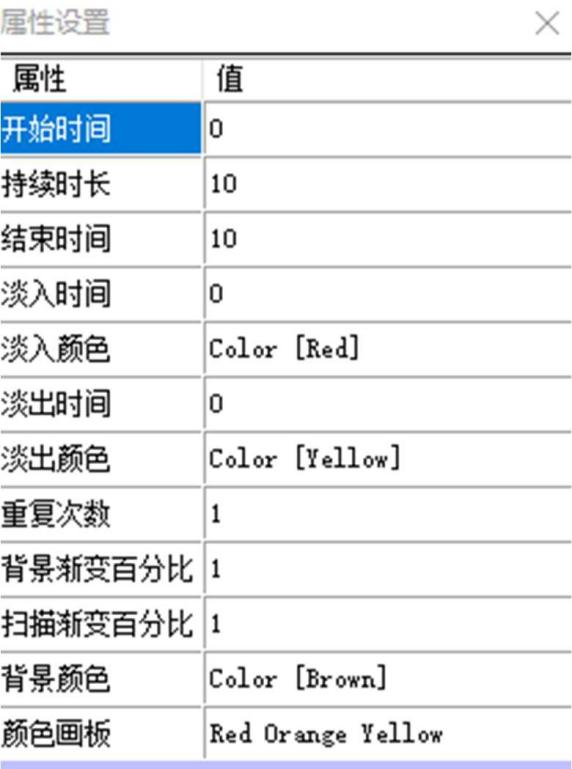 属性设置
属性 值
开始时间 0
持续时长 10
结束时间 10
淡入时间 0
淡入颜色 Color [Red]
淡出时间 0
淡出颜色 Color [Yellow]
重复次数 1
背景渐变百分比 1
扫描渐变百分比 1
背景颜色 Color [Brown]
颜色画板 Red Orange Yellow